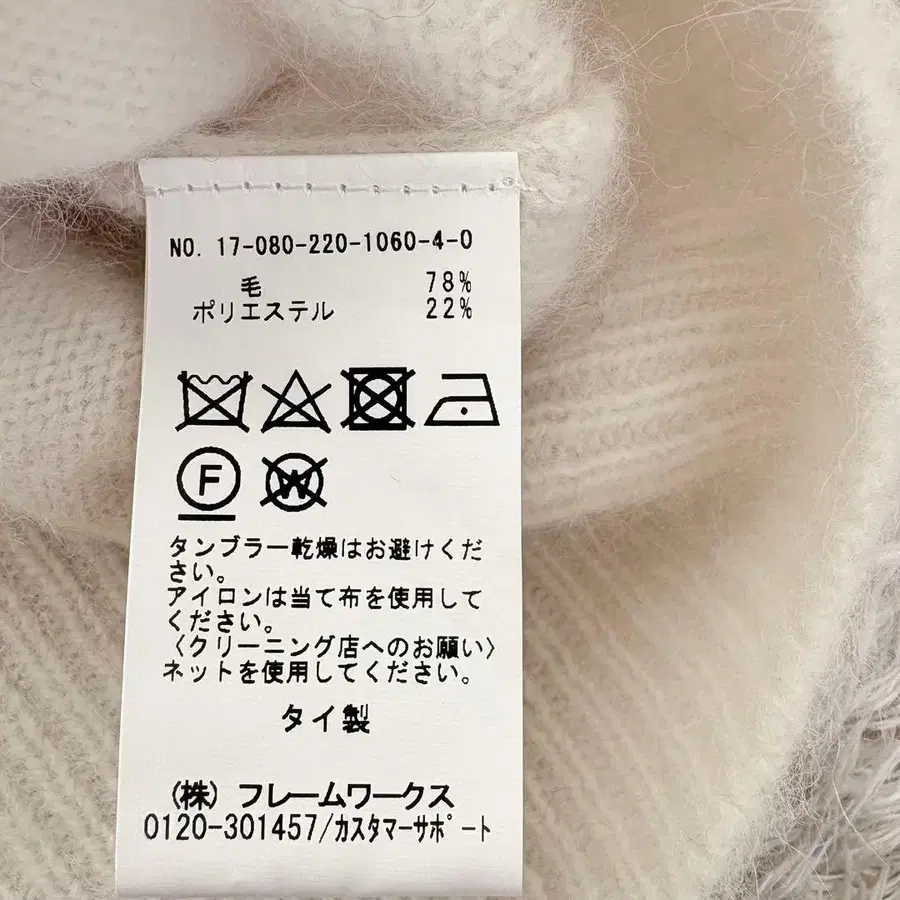 NO. 17-080-220-1060-4-0
毛 78%
ポリエステル 22%
F
W
タンブラー乾燥はお避けくだ
さい。
アイロンは当て布を使用して
ください。
〈クリーニング店へのお願い〉
ネットを使用してください。
タイ製
(株) フレームワークス
0120-301457/カスタマーサポート